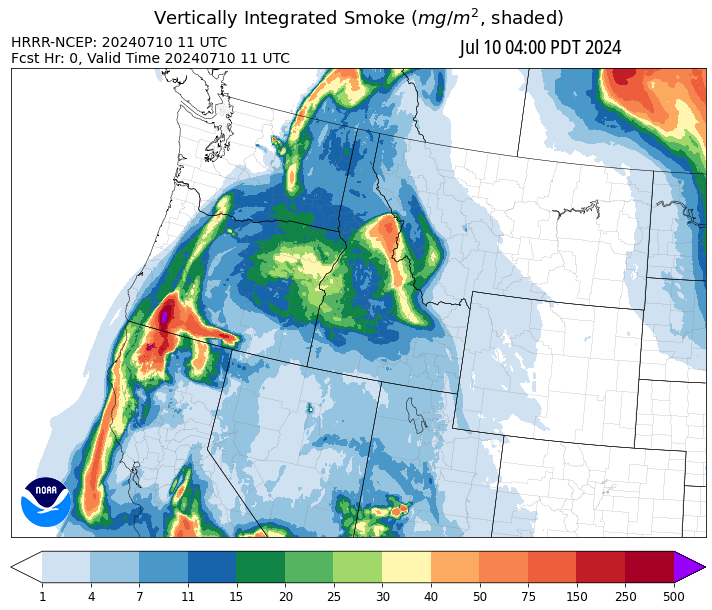 Vertically Integrated Smoke (mg/m², shaded)
HRRR-NCEP: 20240710 11 UTC
Jul 10 04:00 PDT 2024
Fcst Hr: 0, Valid Time 20240710 11 UTC
NOAA
1 4 7 11 15 20 25 30 40 50 75 150 250 500